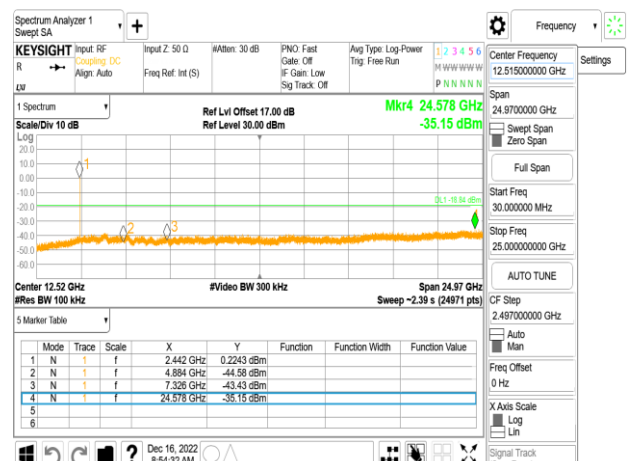 Spectrum Analyzer 1
Swept SA
Frequency
KEYSIGHT
R
Input: RF
Coupling: DC
Align: Auto
Input Z: 50 Ω
Freq Ref: Int (S)
#Atten: 30 dB
PNO: Fast
Gate: Off
IF Gain: Low
Sig Track: Off
Avg Type: Log-Power
Trig: Free Run
1 2 3 4 5 6
M W W W W W
P N N N N N
Center Frequency
12.515000000 GHz
Settings
Span
24.9700000 GHz
Swept Span
Zero Span
Full Span
Start Freq
30.000000 MHz
Stop Freq
25.000000000 GHz
AUTO TUNE
CF Step
2.497000000 GHz
Auto
Man
Freq Offset
0 Hz
X Axis Scale
Log
Lin
Signal Track
1 Spectrum
Scale/Div 10 dB
Ref Lvl Offset 17.00 dB
Ref Level 30.00 dBm
Mkr4 24.578 GHz
-35.15 dBm
Log
20.0
10.0
0.00
-10.0
-20.0
-30.0
-40.0
-50.0
-60.0
1
2
3
Center 12.52 GHz
#Res BW 100 kHz
#Video BW 300 kHz
Span 24.97 GHz
Sweep ~2.39 s (24971 pts)
5 Marker Table
Mode Trace Scale X Y Function Function Width Function Value
1 N 1 f 2.442 GHz 0.2243 dBm
2 N 1 f 4.884 GHz -44.58 dBm
3 N 1 f 7.326 GHz -43.43 dBm
4 N 1 f 24.578 GHz -35.15 dBm
5
6
?
Dec 16, 2022
8:54:32 AM